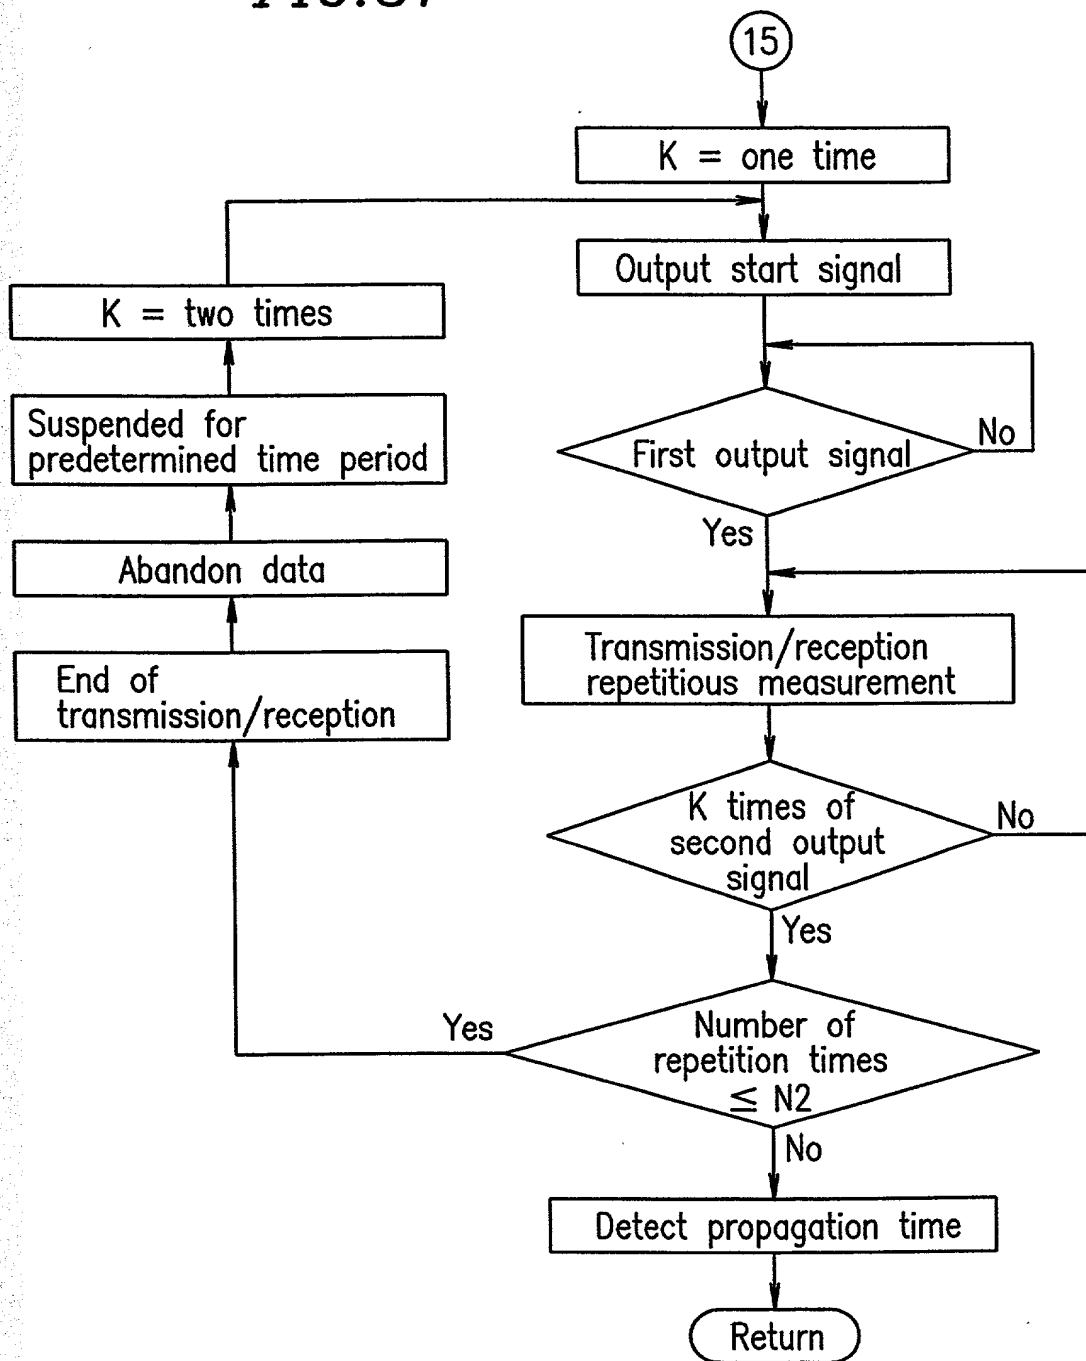 15
K = one time
Output start signal
First output signal
No
Yes
Transmission/reception
repetitious measurement
K times of
second output
signal
No
Yes
Number of
repetition times
≦ N2
Yes
No
Detect propagation time
Return
End of
transmission/reception
Abandon data
Suspended for
predetermined time period
K = two times